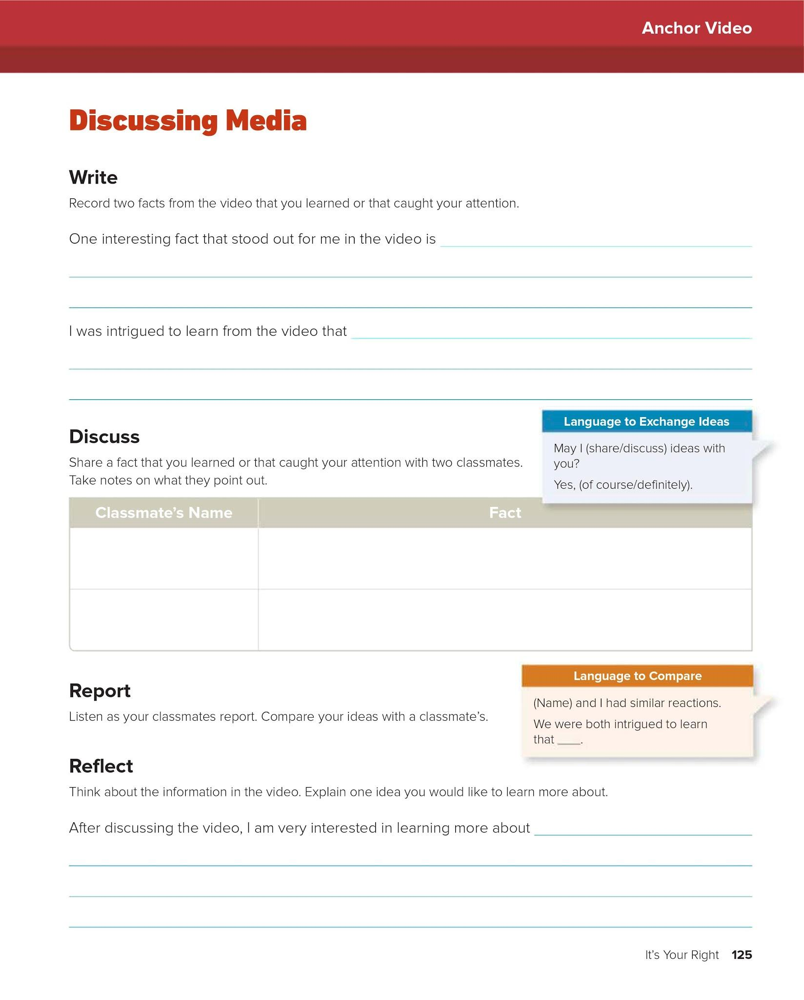 Anchor Video
Discussing Media
Write
Record two facts from the video that you learned or that caught your attention.
One interesting fact that stood out for me in the video is
I was intrigued to learn from the video that
Discuss
Share a fact that you learned or that caught your attention with two classmates.
Take notes on what they point out.
Language to Exchange Ideas
May I (share/discuss) ideas with
you?
Yes, (of course/definitely).
Classmate’s Name Fact
Report
Listen as your classmates report. Compare your ideas with a classmate’s.
Language to Compare
(Name) and I had similar reactions.
We were both intrigued to learn
that ____.
Reflect
Think about the information in the video. Explain one idea you would like to learn more about.
After discussing the video, I am very interested in learning more about
It’s Your Right 125